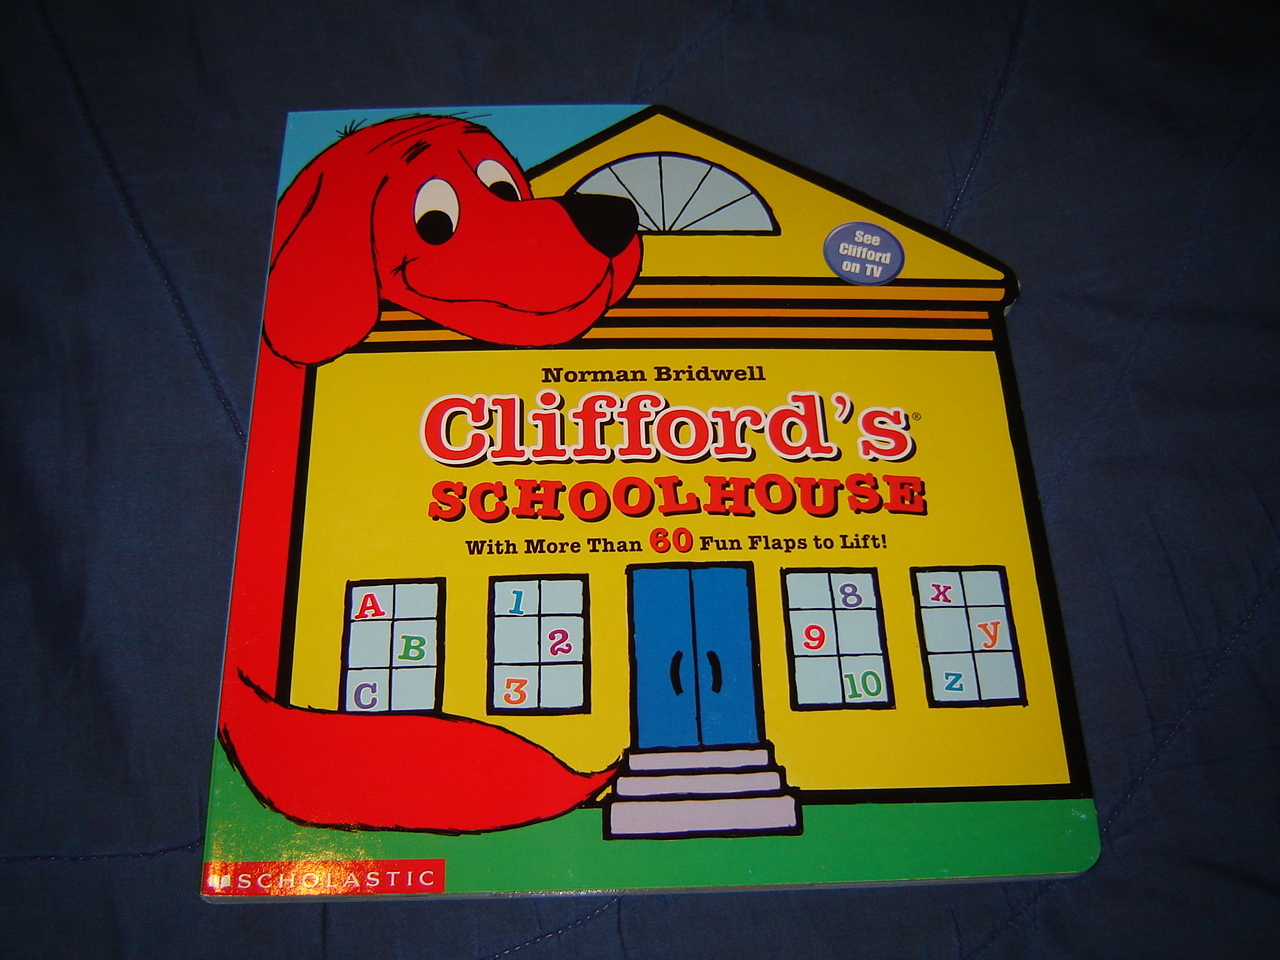 See
Clifford
on TV
Norman Bridwell
Clifford's®
SCHOOLHOUSE
With More Than 60 Fun Flaps to Lift!
A
B
C
1
2
3
8
9
10
x
y
z
SCHOLASTIC